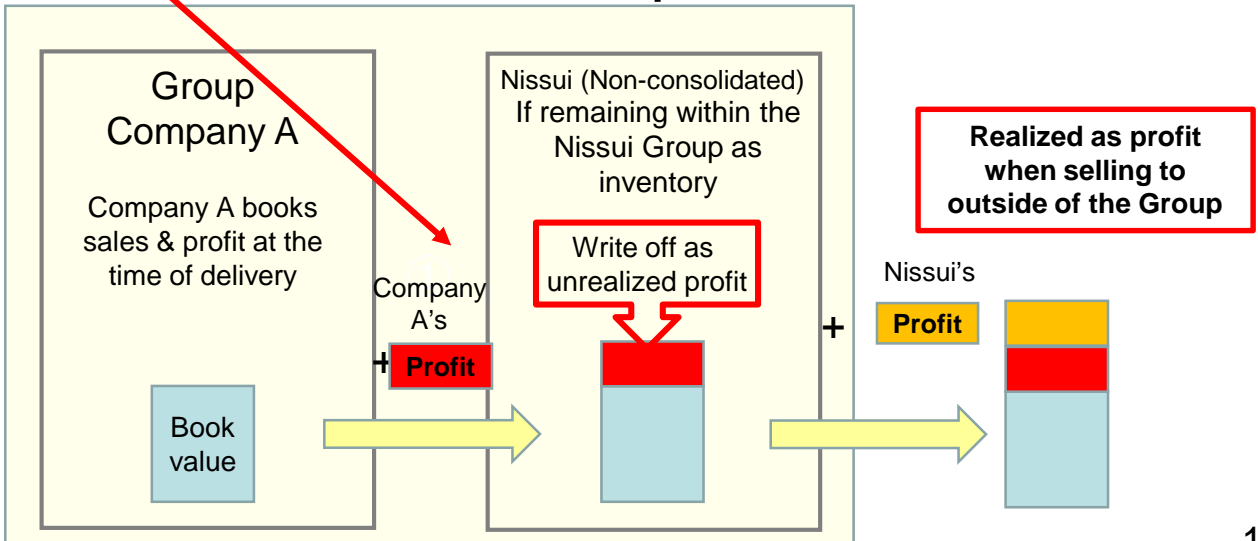 Group
Company A
Company A books
sales & profit at the
time of delivery
Book
value
Company
A's
+
Profit
Nissui (Non-consolidated)
If remaining within the
Nissui Group as
inventory
Write off as
unrealized profit
+
Nissui's
Profit
Realized as profit
when selling to
outside of the Group